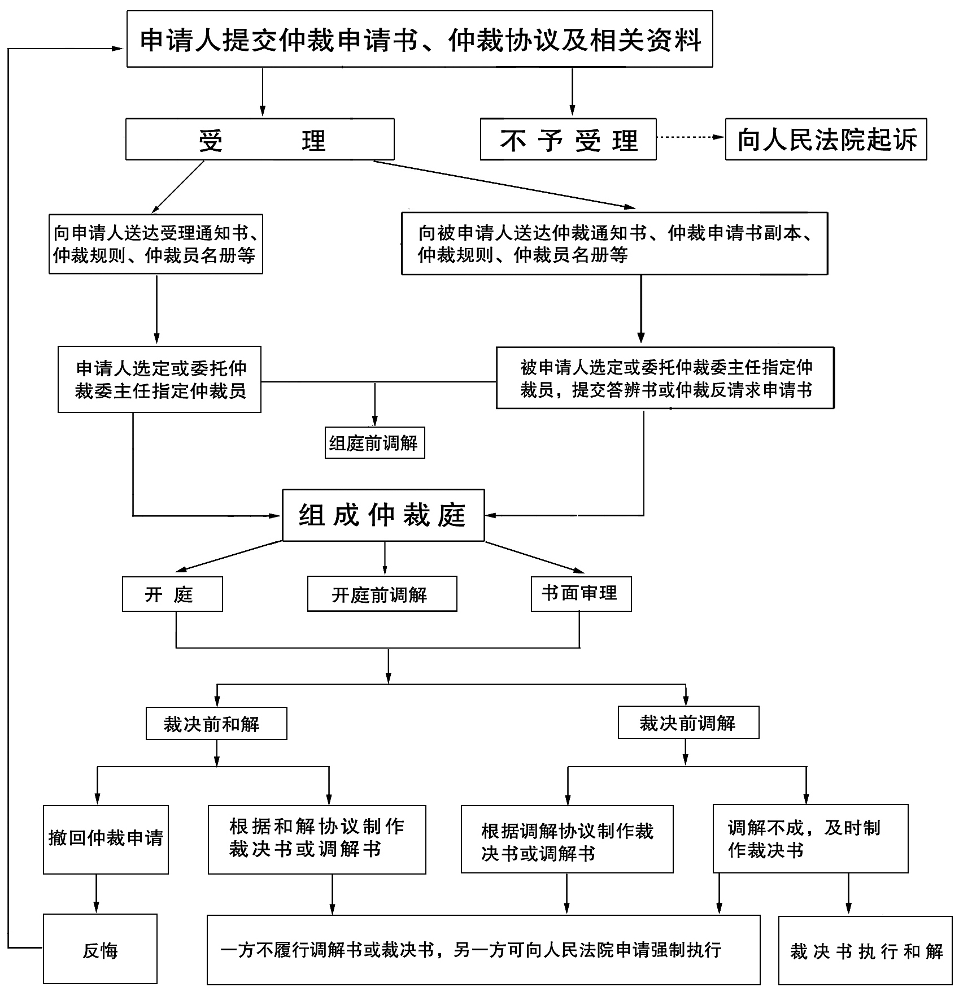 申请人提交仲裁申请书、仲裁协议及相关资料
受理
不予受理
向人民法院起诉
向申请人送达受理通知书、
仲裁规则、仲裁员名册等
向被申请人送达仲裁通知书、仲裁申请书副本、
仲裁规则、仲裁员名册等
申请人选定或委托仲
裁委主任指定仲裁员
被申请人选定或委托仲裁委主任指定仲
裁员，提交答辨书或仲裁反请求申请书
组庭前调解
组成仲裁庭
开庭
开庭前调解
书面审理
裁决前和解
裁决前调解
撤回仲裁申请
根据和解协议制作
裁决书或调解书
根据调解协议制作裁
决书或调解书
调解不成，及时制
作裁决书
反悔
一方不履行调解书或裁决书，另一方可向人民法院申请强制执行
裁决书执行和解